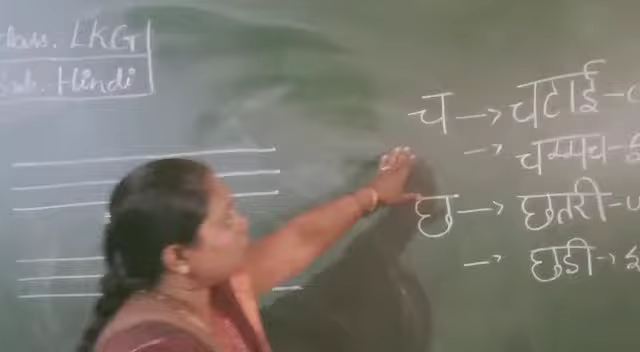 Class. LKG
Sub. Hindi
च → चटाई -
→ चम्मच -
छ → छतरी -
→ छडी →